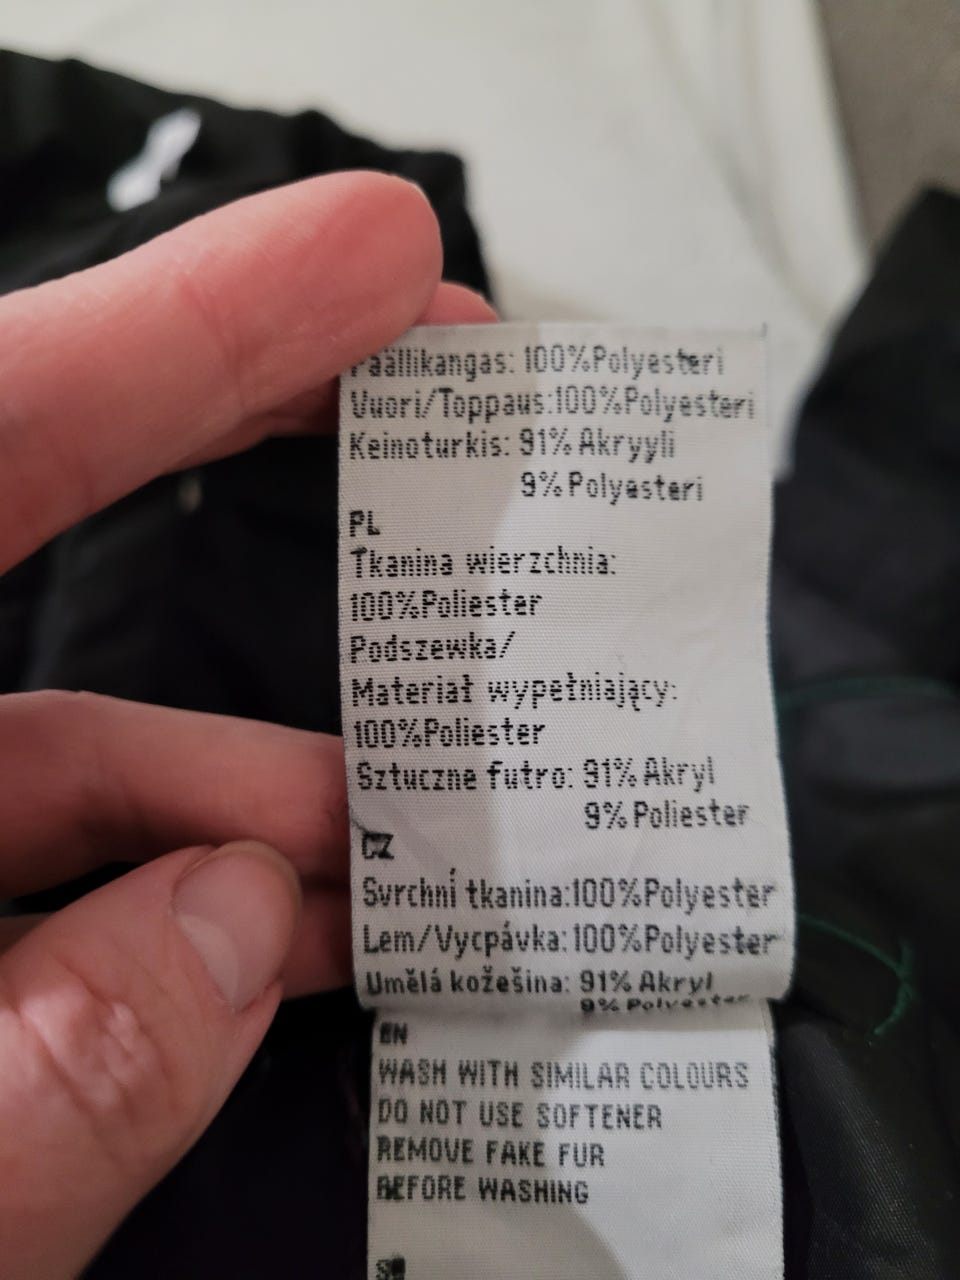 Päällikangas: 100%Polyesteri
Vuori/Toppaus:100%Polyesteri
Keinoturkis: 91% Akryyli
9% Polyesteri
PL
Tkanina wierzchnia:
100%Poliester
Podszewka/
Materiał wypełniający:
100%Poliester
Sztuczne futro: 91% Akryl
9% Poliester
CZ
Svrchní tkanina:100%Polyester
Lem/Vycpávka:100%Polyester
Umělá kožešina: 91% Akryl
9% Polyester
EN
WASH WITH SIMILAR COLOURS
DO NOT USE SOFTENER
REMOVE FAKE FUR
BEFORE WASHING